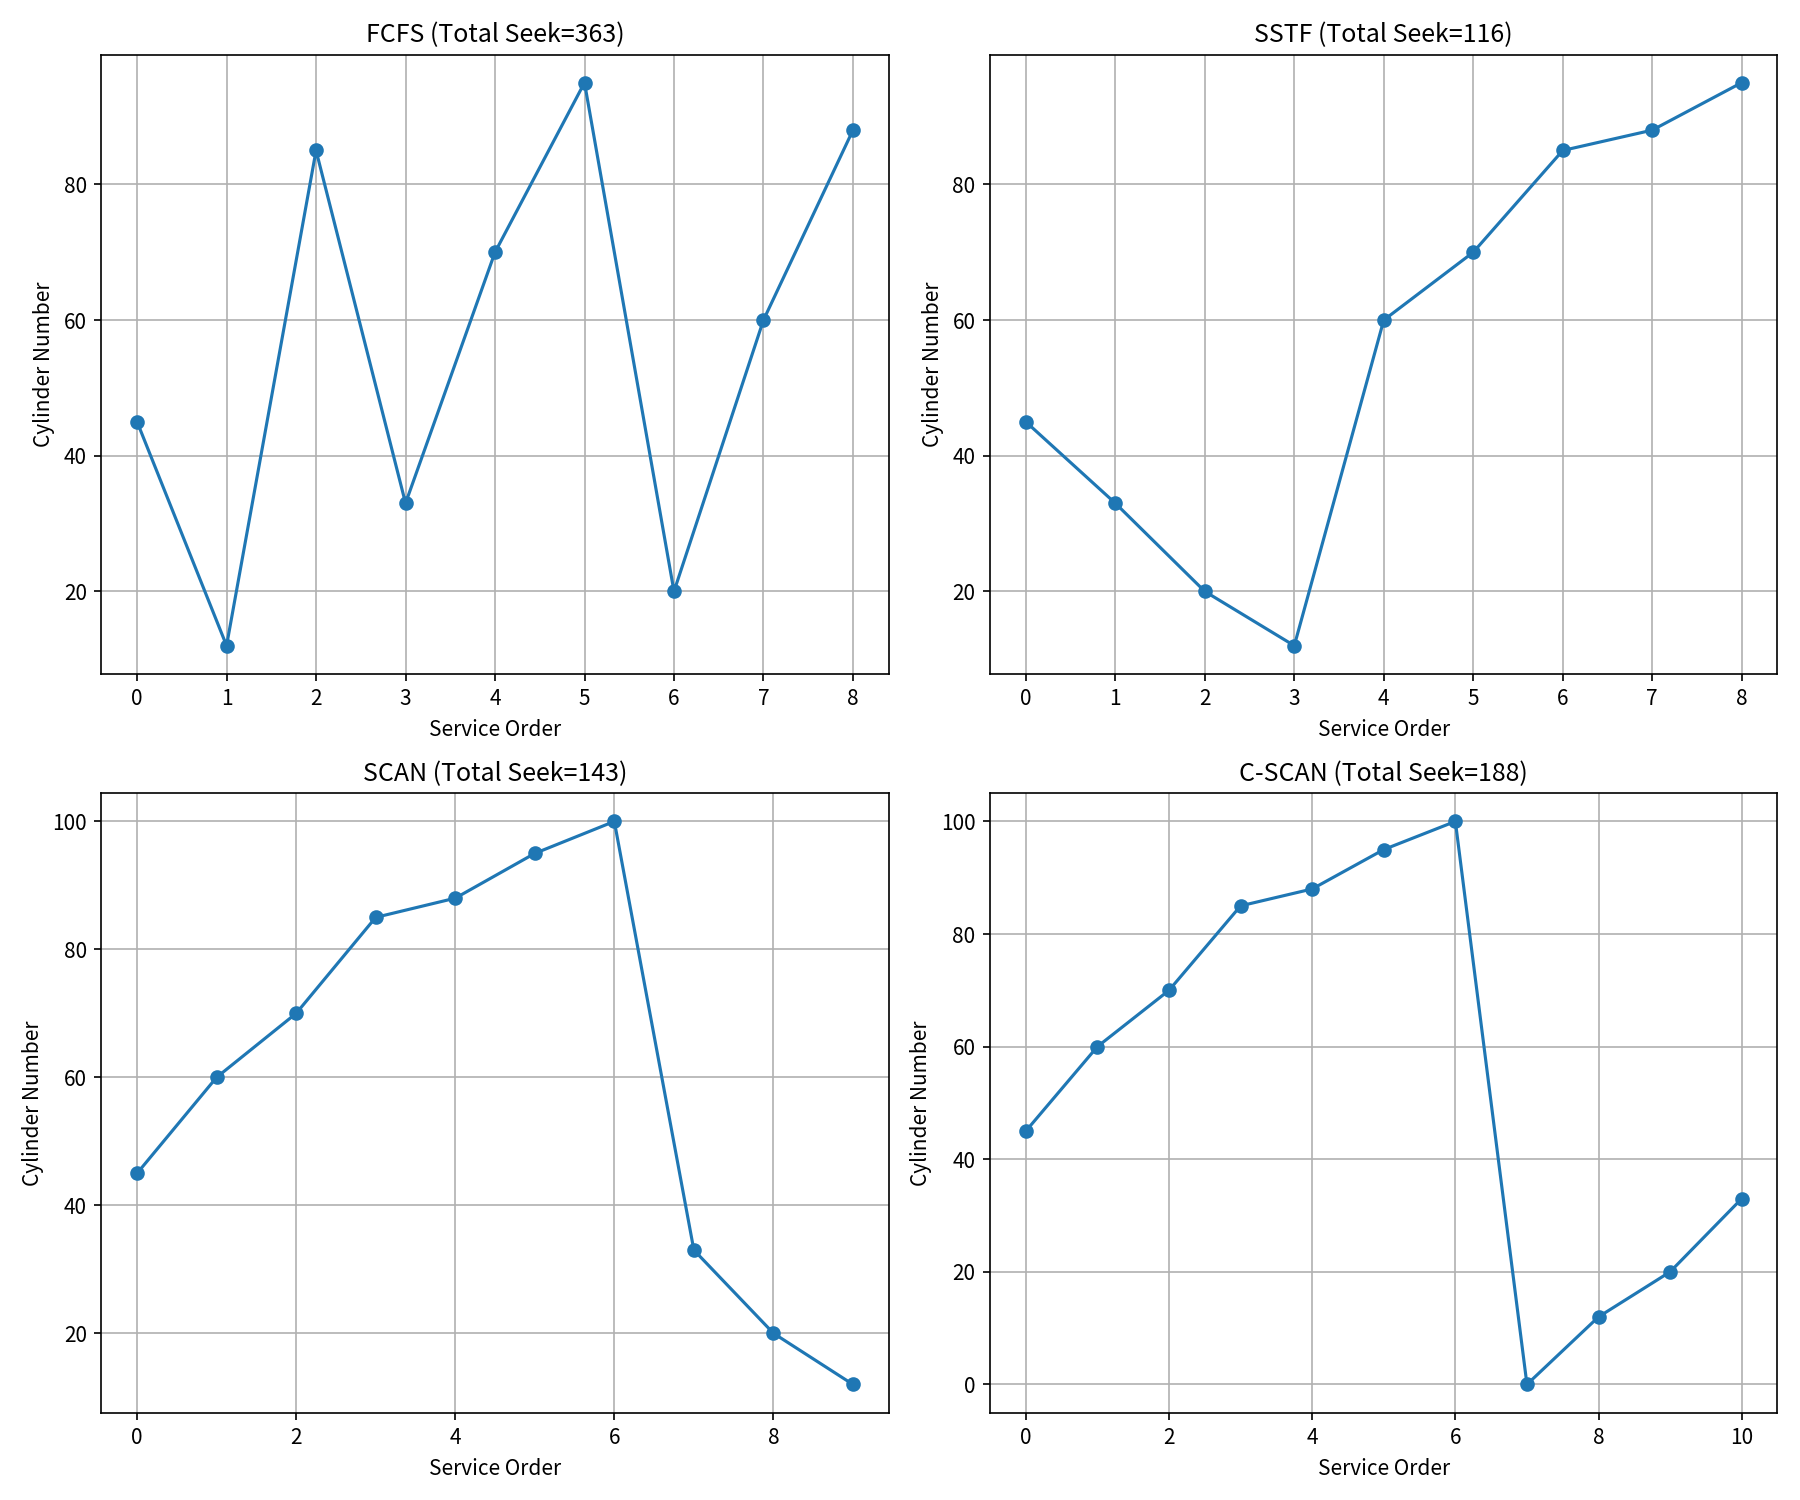 FCFS (Total Seek=363)
Cylinder Number
80
60
40
20
0 1 2 3 4 5 6 7 8
Service Order
SSTF (Total Seek=116)
Cylinder Number
80
60
40
20
0 1 2 3 4 5 6 7 8
Service Order
SCAN (Total Seek=143)
Cylinder Number
100
80
60
40
20
0 2 4 6 8
Service Order
C-SCAN (Total Seek=188)
Cylinder Number
100
80
60
40
20
0
0 2 4 6 8 10
Service Order